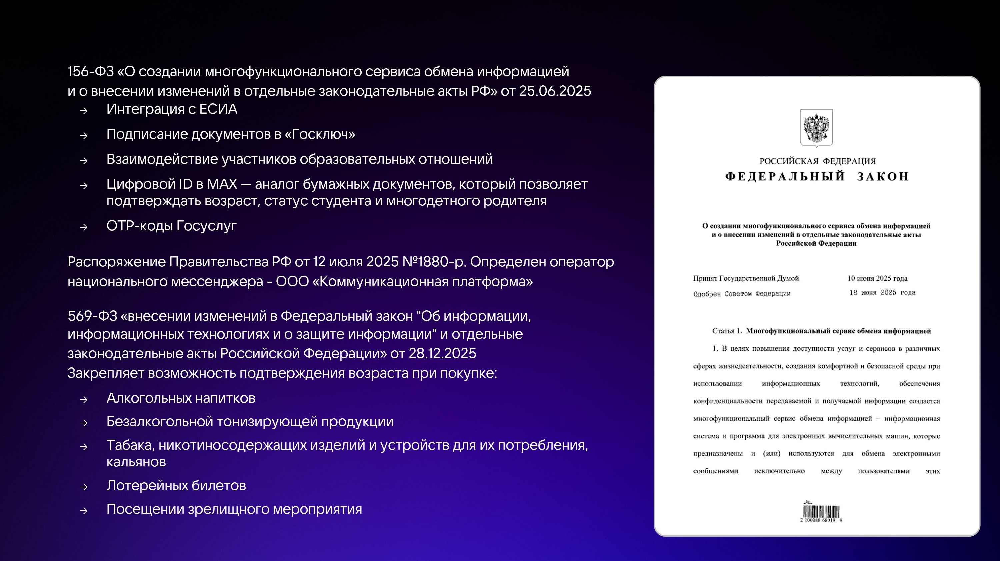 156-ФЗ «О создании многофункционального сервиса обмена информацией
и о внесении изменений в отдельные законодательные акты РФ» от 25.06.2025
→ Интеграция с ЕСИА
→ Подписание документов в «Госключ»
→ Взаимодействие участников образовательных отношений
→ Цифровой ID в MAX — аналог бумажных документов, который позволяет
подтверждать возраст, статус студента и многодетного родителя
→ OTP-коды Госуслуг
Распоряжение Правительства РФ от 12 июля 2025 №1880-р. Определен оператор
национального мессенджера - ООО «Коммуникационная платформа»
569-ФЗ «внесении изменений в Федеральный закон "Об информации,
информационных технологиях и о защите информации" и отдельные
законодательные акты Российской Федерации» от 28.12.2025
Закрепляет возможность подтверждения возраста при покупке:
→ Алкогольных напитков
→ Безалкогольной тонизирующей продукции
→ Табака, никотиносодержащих изделий и устройств для их потребления,
кальянов
→ Лотерейных билетов
→ Посещении зрелищного мероприятия
РОССИЙСКАЯ ФЕДЕРАЦИЯ
ФЕДЕРАЛЬНЫЙ ЗАКОН
О создании многофункционального сервиса обмена информацией
и о внесении изменений в отдельные законодательные акты
Российской Федерации
Принят Государственной Думой 10 июня 2025 года
Одобрен Советом Федерации 18 июня 2025 года
Статья 1. Многофункциональный сервис обмена информацией
1. В целях повышения доступности услуг и сервисов в различных
сферах жизнедеятельности, создания комфортной и безопасной среды при
использовании информационных технологий, обеспечения
конфиденциальности передаваемой и получаемой информации создается
многофункциональный сервис обмена информацией – информационная
система и программа для электронных вычислительных машин, которые
предназначены и (или) используются для обмена электронными
сообщениями исключительно между пользователями этих
2 100088 68019 9